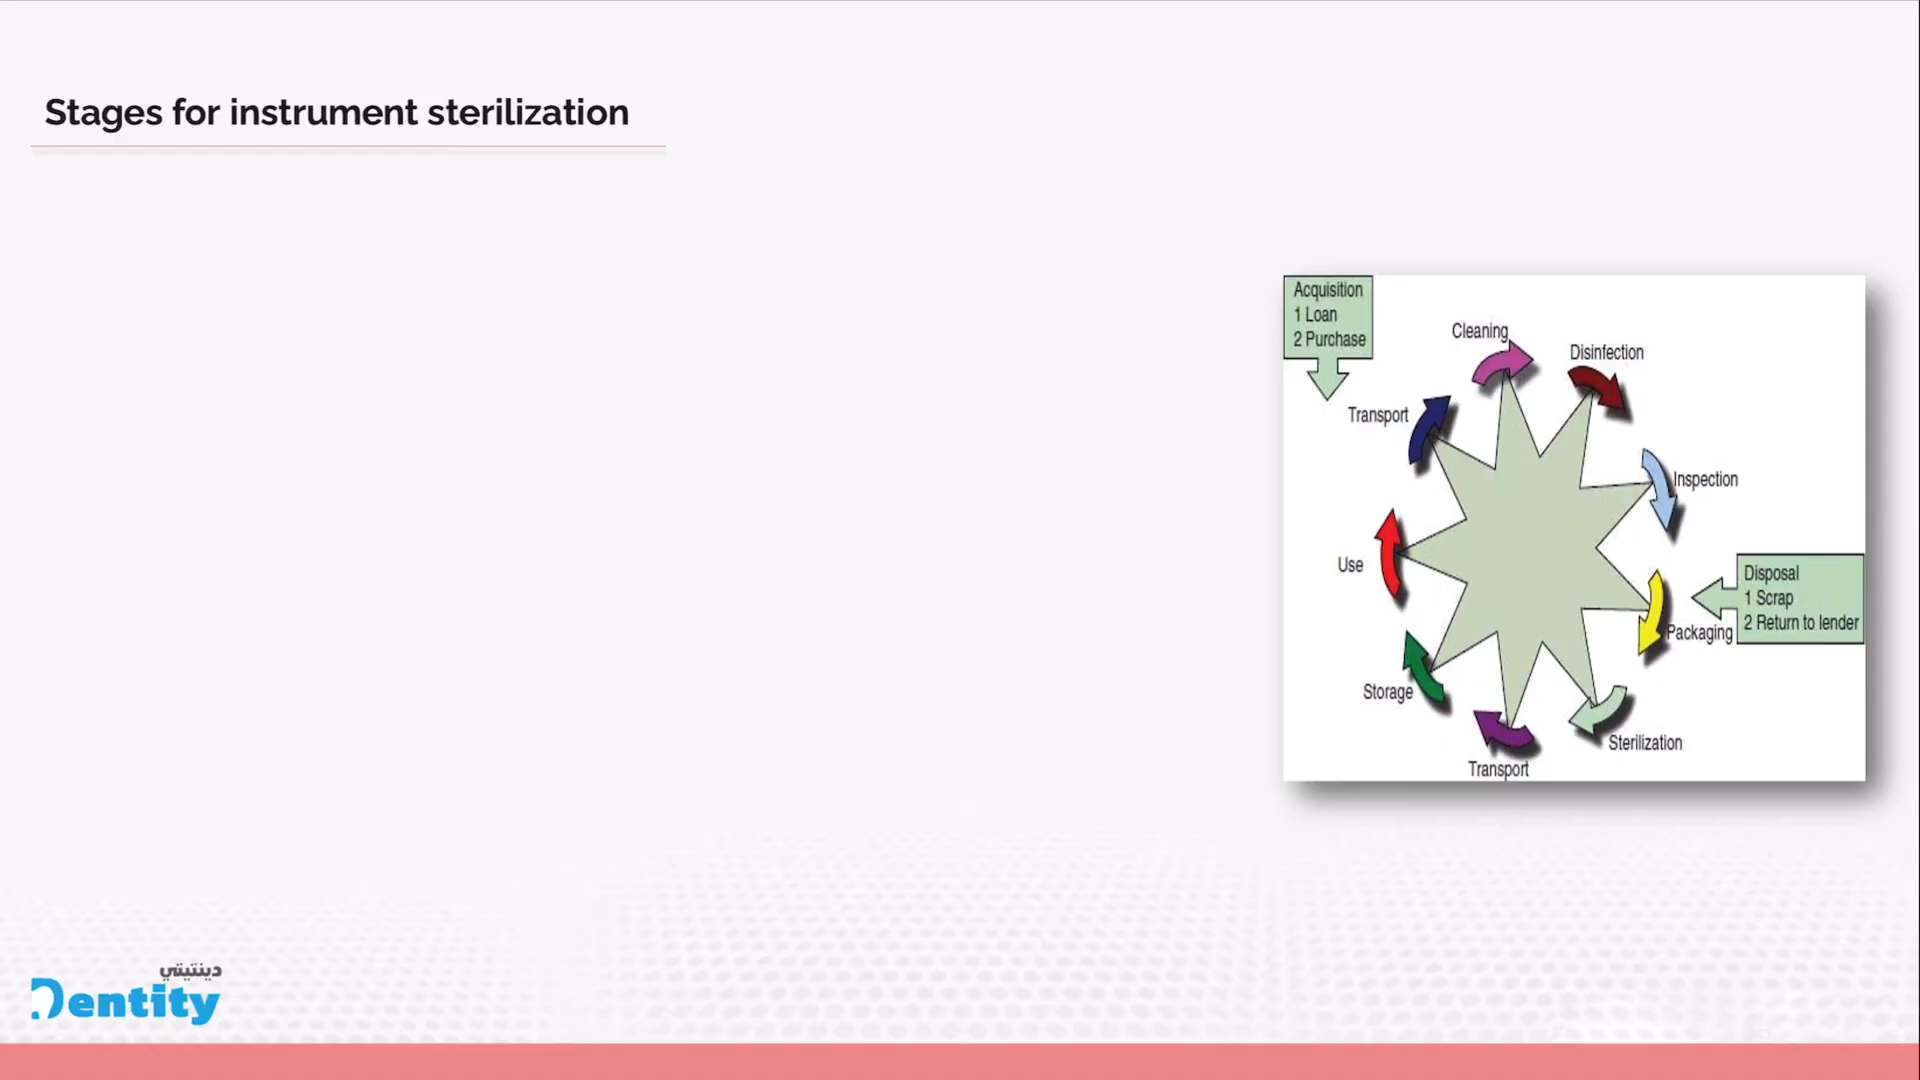 Stages for instrument sterilization
Acquisition
1 Loan
2 Purchase
Cleaning
Disinfection
Transport
Inspection
Use
Disposal
1 Scrap
2 Return to lender
Packaging
Storage
Sterilization
Transport
دينتيتي
Dentity